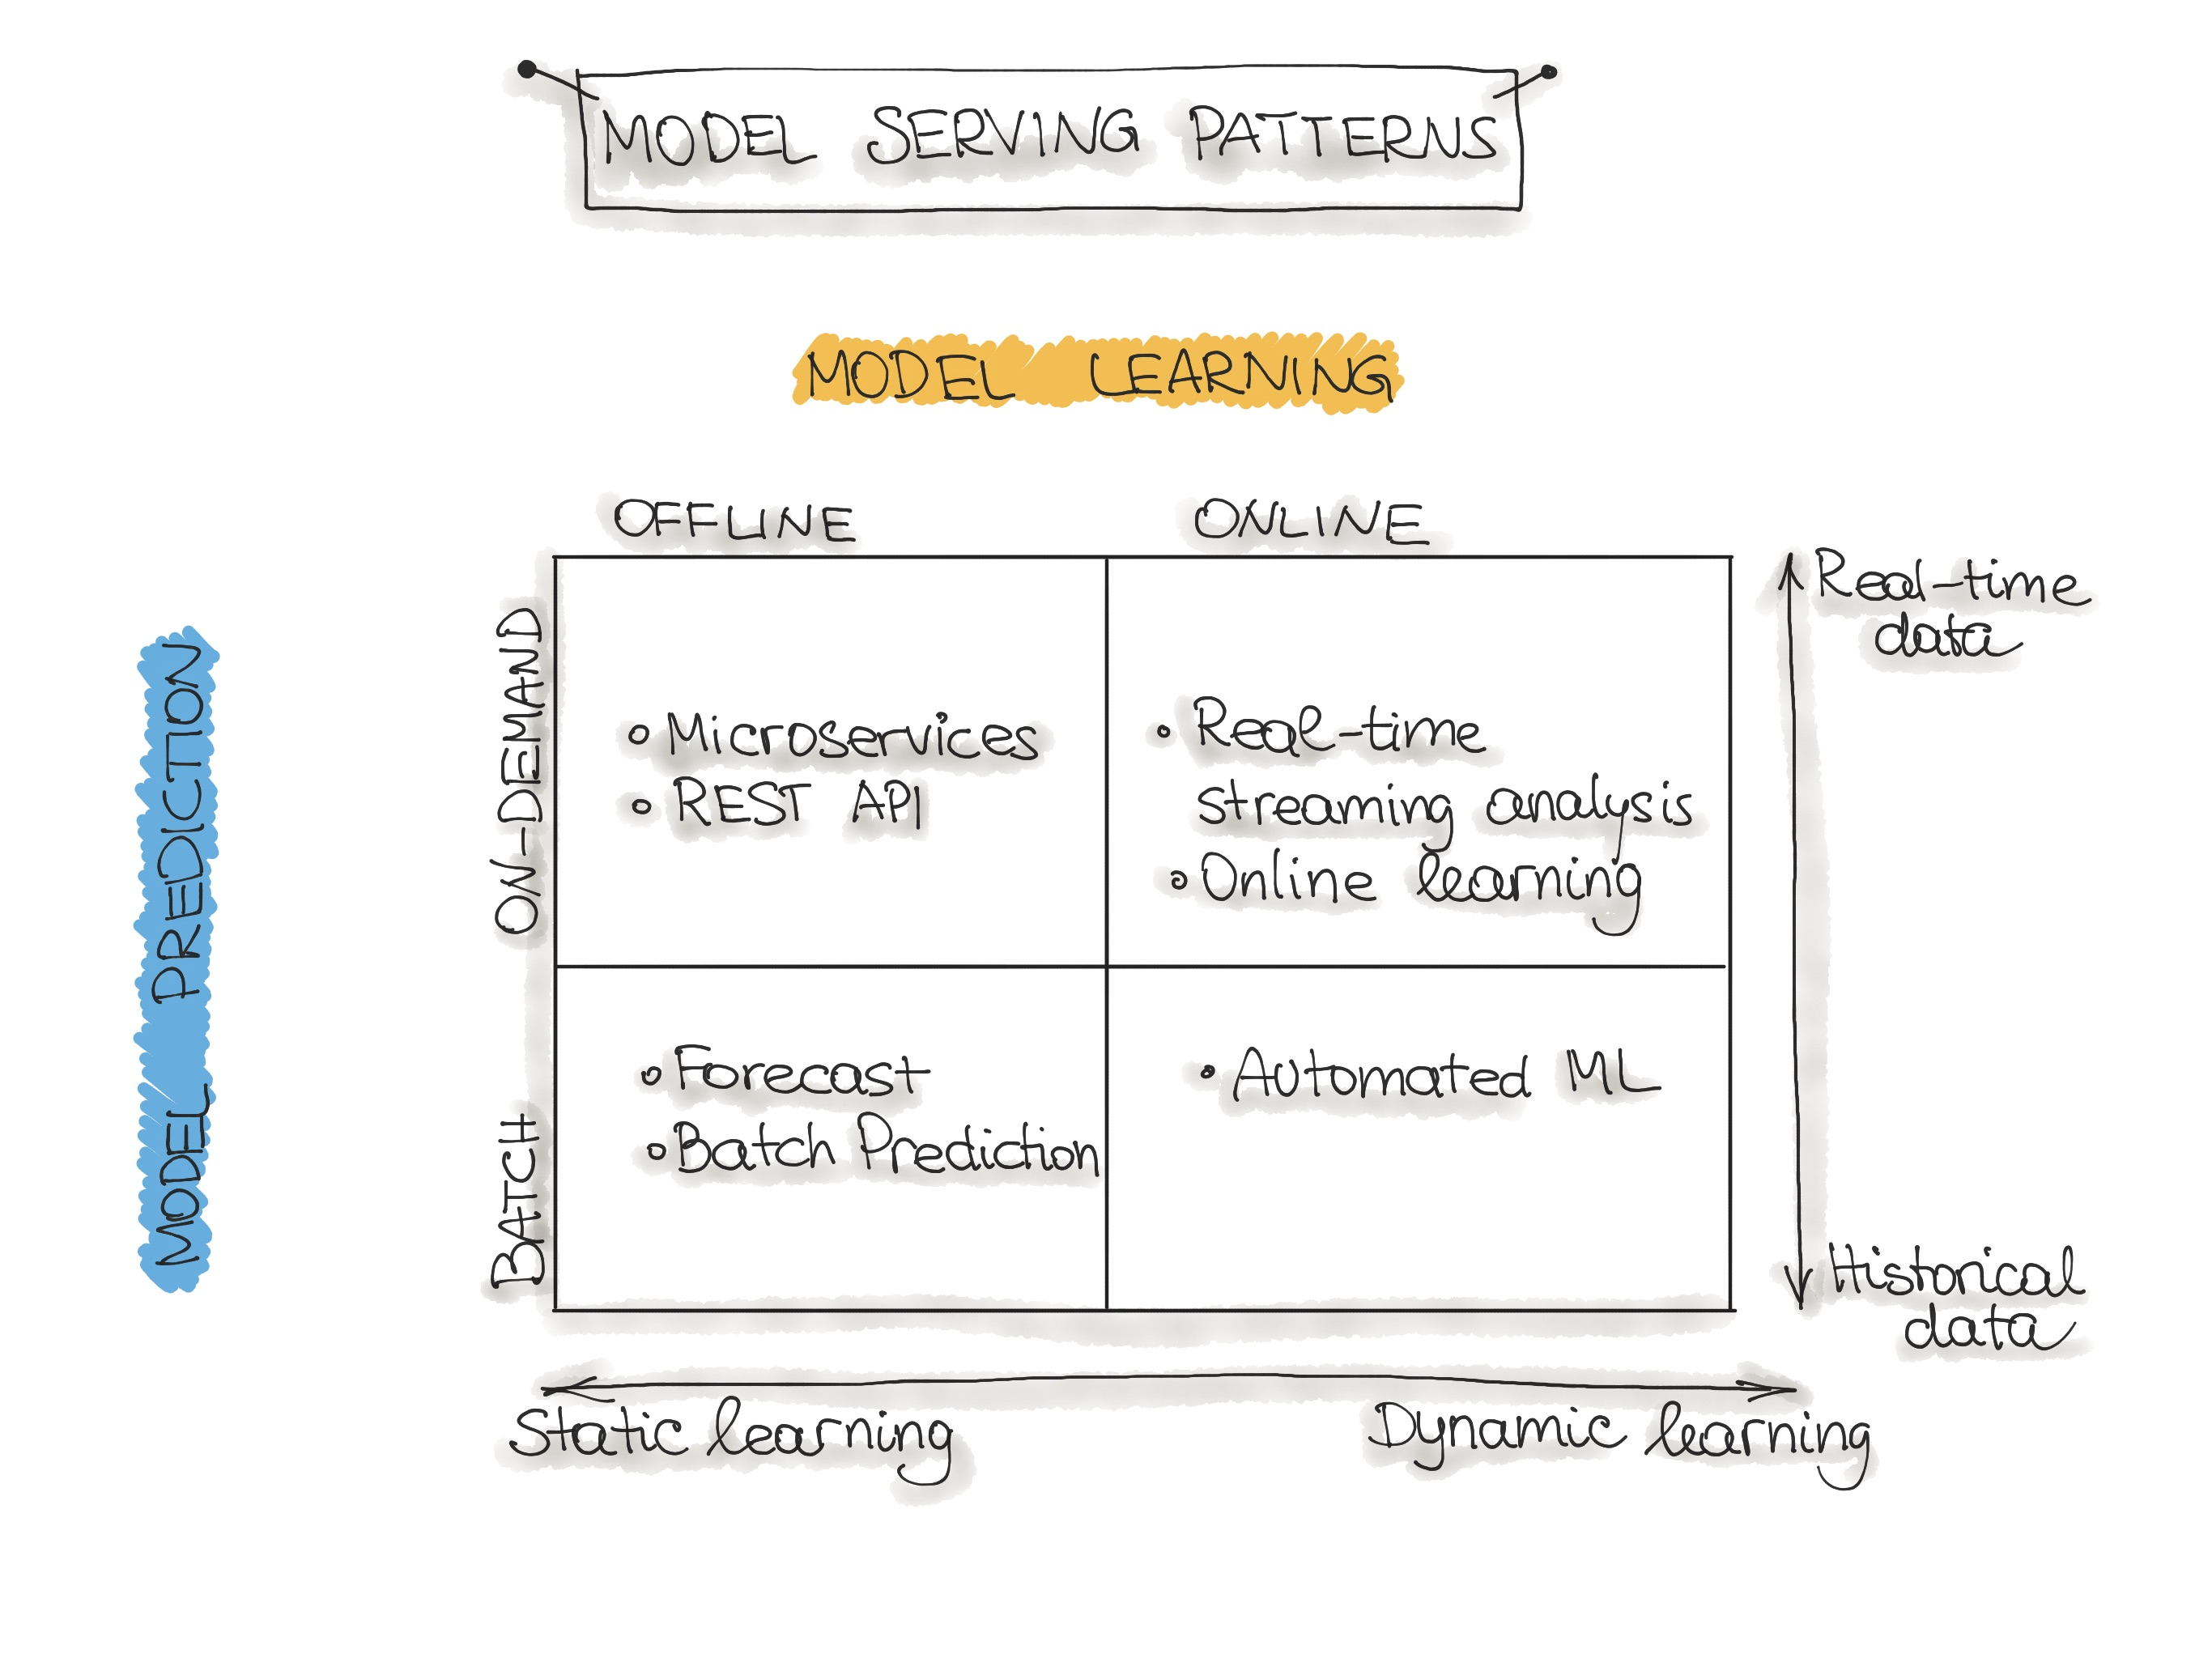 MODEL SERVING PATTERNS
MODEL LEARNING
OFFLINE
ONLINE
MODEL PREDICTION
ON-DEMAND
• Microservices
• REST API
• Real-time
streaming analysis
• Online learning
Real-time
data
BATCH
• Forecast
• Batch Prediction
• Automated ML
Historical
data
Static learning
Dynamic learning